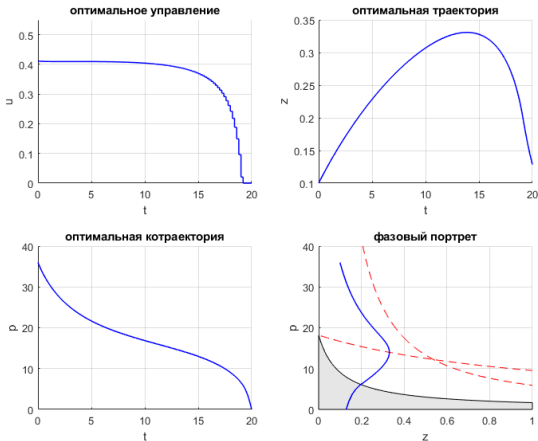 оптимальное управление
0.5
0.4
0.3
0.2
0.1
0
u
0 5 10 15 20
t
оптимальная траектория
0.35
0.3
0.25
0.2
0.15
0.1
z
0 5 10 15 20
t
оптимальная котраектория
40
30
20
10
0
p
0 5 10 15 20
t
фазовый портрет
40
30
20
10
0
p
0 0.2 0.4 0.6 0.8 1
z